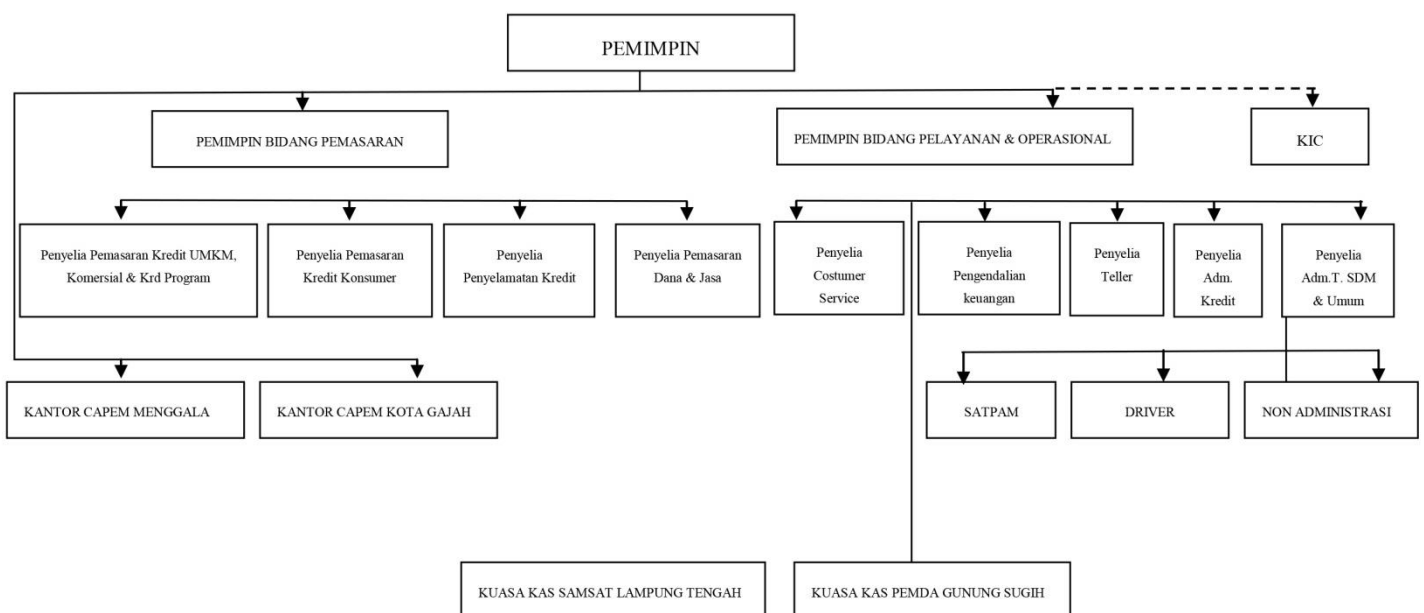 PEMIMPIN
PEMIMPIN BIDANG PEMASARAN
PEMIMPIN BIDANG PELAYANAN & OPERASIONAL
KIC
Penyelia Pemasaran Kredit UMKM,
Komersial & Krd Program
Penyelia Pemasaran
Kredit Konsumer
Penyelia
Penyelamatan Kredit
Penyelia Pemasaran
Dana & Jasa
Penyelia
Costumer
Service
Penyelia
Pengendalian
keuangan
Penyelia
Teller
Penyelia
Adm.
Kredit
Penyelia
Adm.T. SDM
& Umum
KANTOR CAPEM MENGGALA
KANTOR CAPEM KOTA GAJAH
SATPAM
DRIVER
NON ADMINISTRASI
KUASA KAS SAMSAT LAMPUNG TENGAH
KUASA KAS PEMDA GUNUNG SUGIH